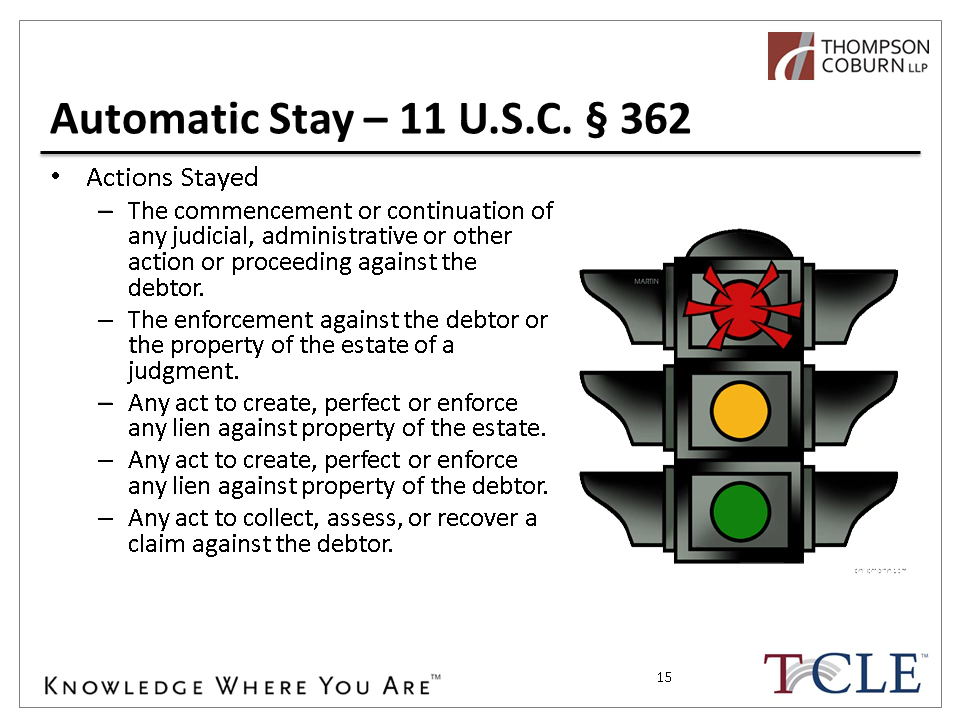 THOMPSON
COBURN LLP
Automatic Stay – 11 U.S.C. § 362
• Actions Stayed
– The commencement or continuation of
any judicial, administrative or other
action or proceeding against the
debtor.
– The enforcement against the debtor or
the property of the estate of a
judgment.
– Any act to create, perfect or enforce
any lien against property of the estate.
– Any act to create, perfect or enforce
any lien against property of the debtor.
– Any act to collect, assess, or recover a
claim against the debtor.
MARTIN
KNOWLEDGE WHERE YOU ARE™
15
TCLE™